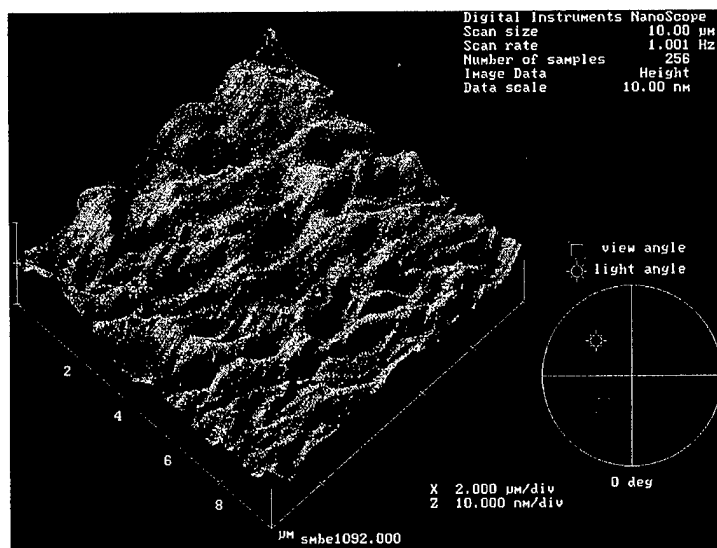 Digital Instruments NanoScope
Scan size 10.00 µm
Scan rate 1.001 Hz
Number of samples 256
Image Data Height
Data scale 10.00 nm
view angle
light angle
2
4
6
8
µm
X 2.000 µm/div
Z 10.000 nm/div
0 deg
smbe1092.000